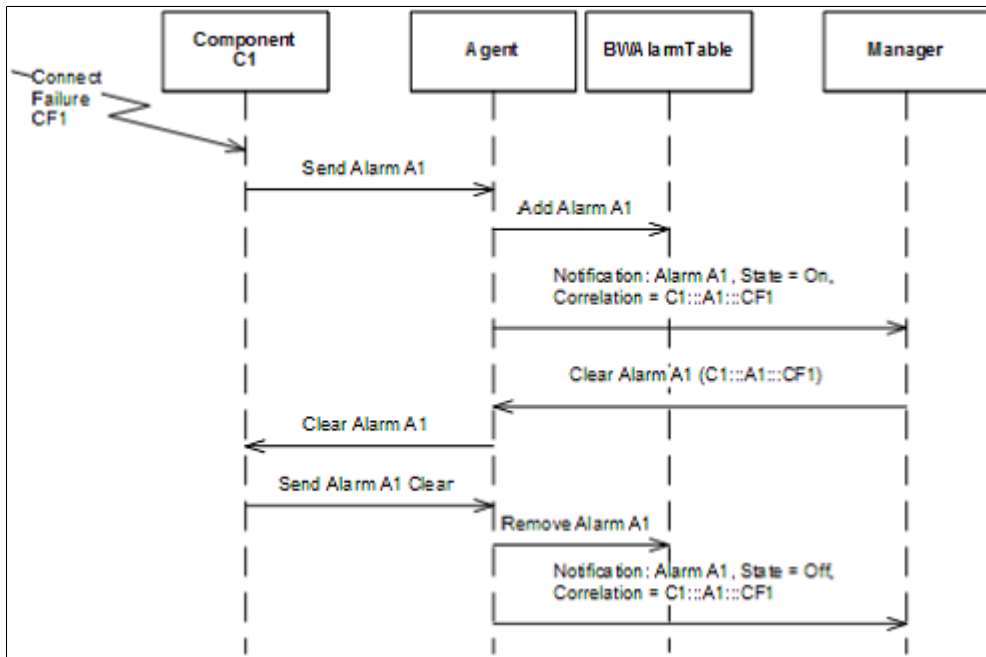 Component
C1
Agent
BWAlarmTable
Manager
Connect
Failure
CF1
Send Alarm A1
Add Alarm A1
Notification: Alarm A1, State = On,
Correlation = C1:::A1:::CF1
Clear Alarm A1 (C1:::A1:::CF1)
Clear Alarm A1
Send Alarm A1 Clear
Remove Alarm A1
Notification: Alarm A1, State = Off,
Correlation = C1:::A1:::CF1